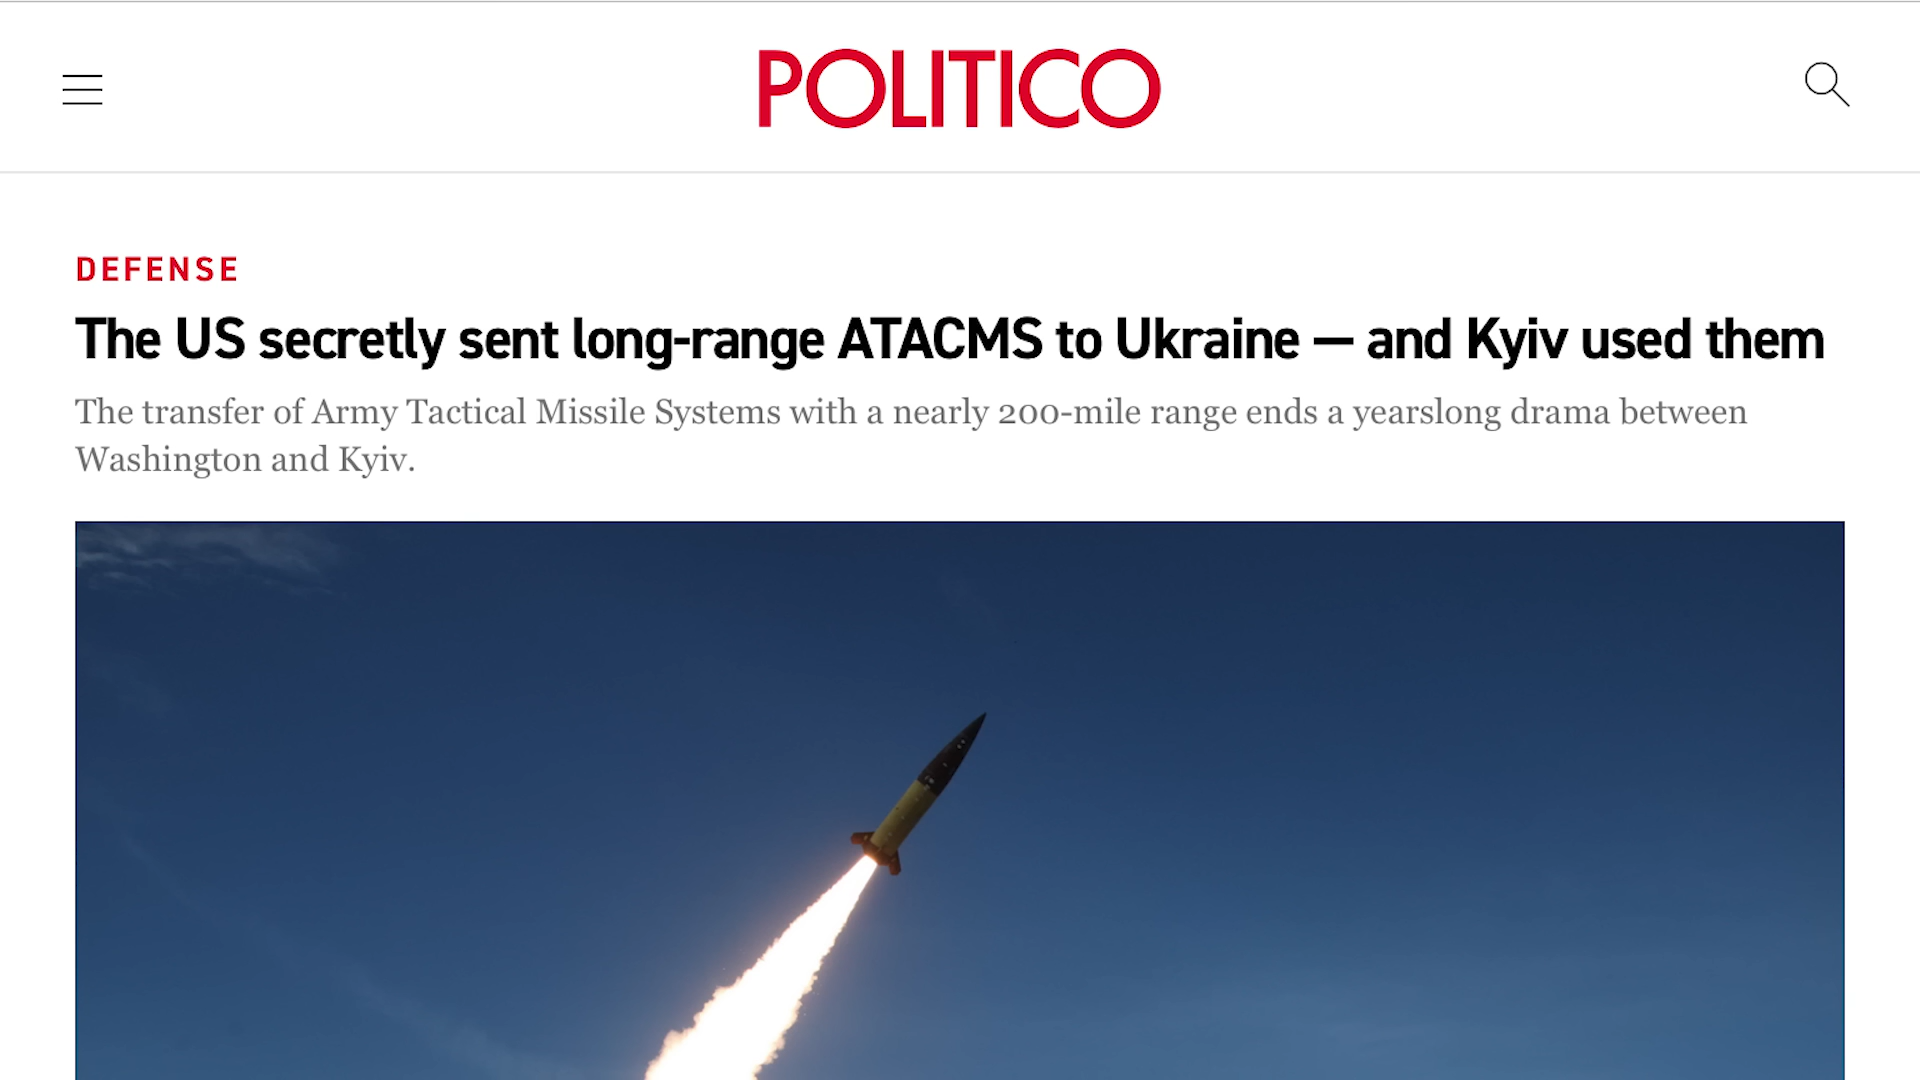 POLITICO
DEFENSE
The US secretly sent long-range ATACMS to Ukraine — and Kyiv used them
The transfer of Army Tactical Missile Systems with a nearly 200-mile range ends a yearslong drama between
Washington and Kyiv.